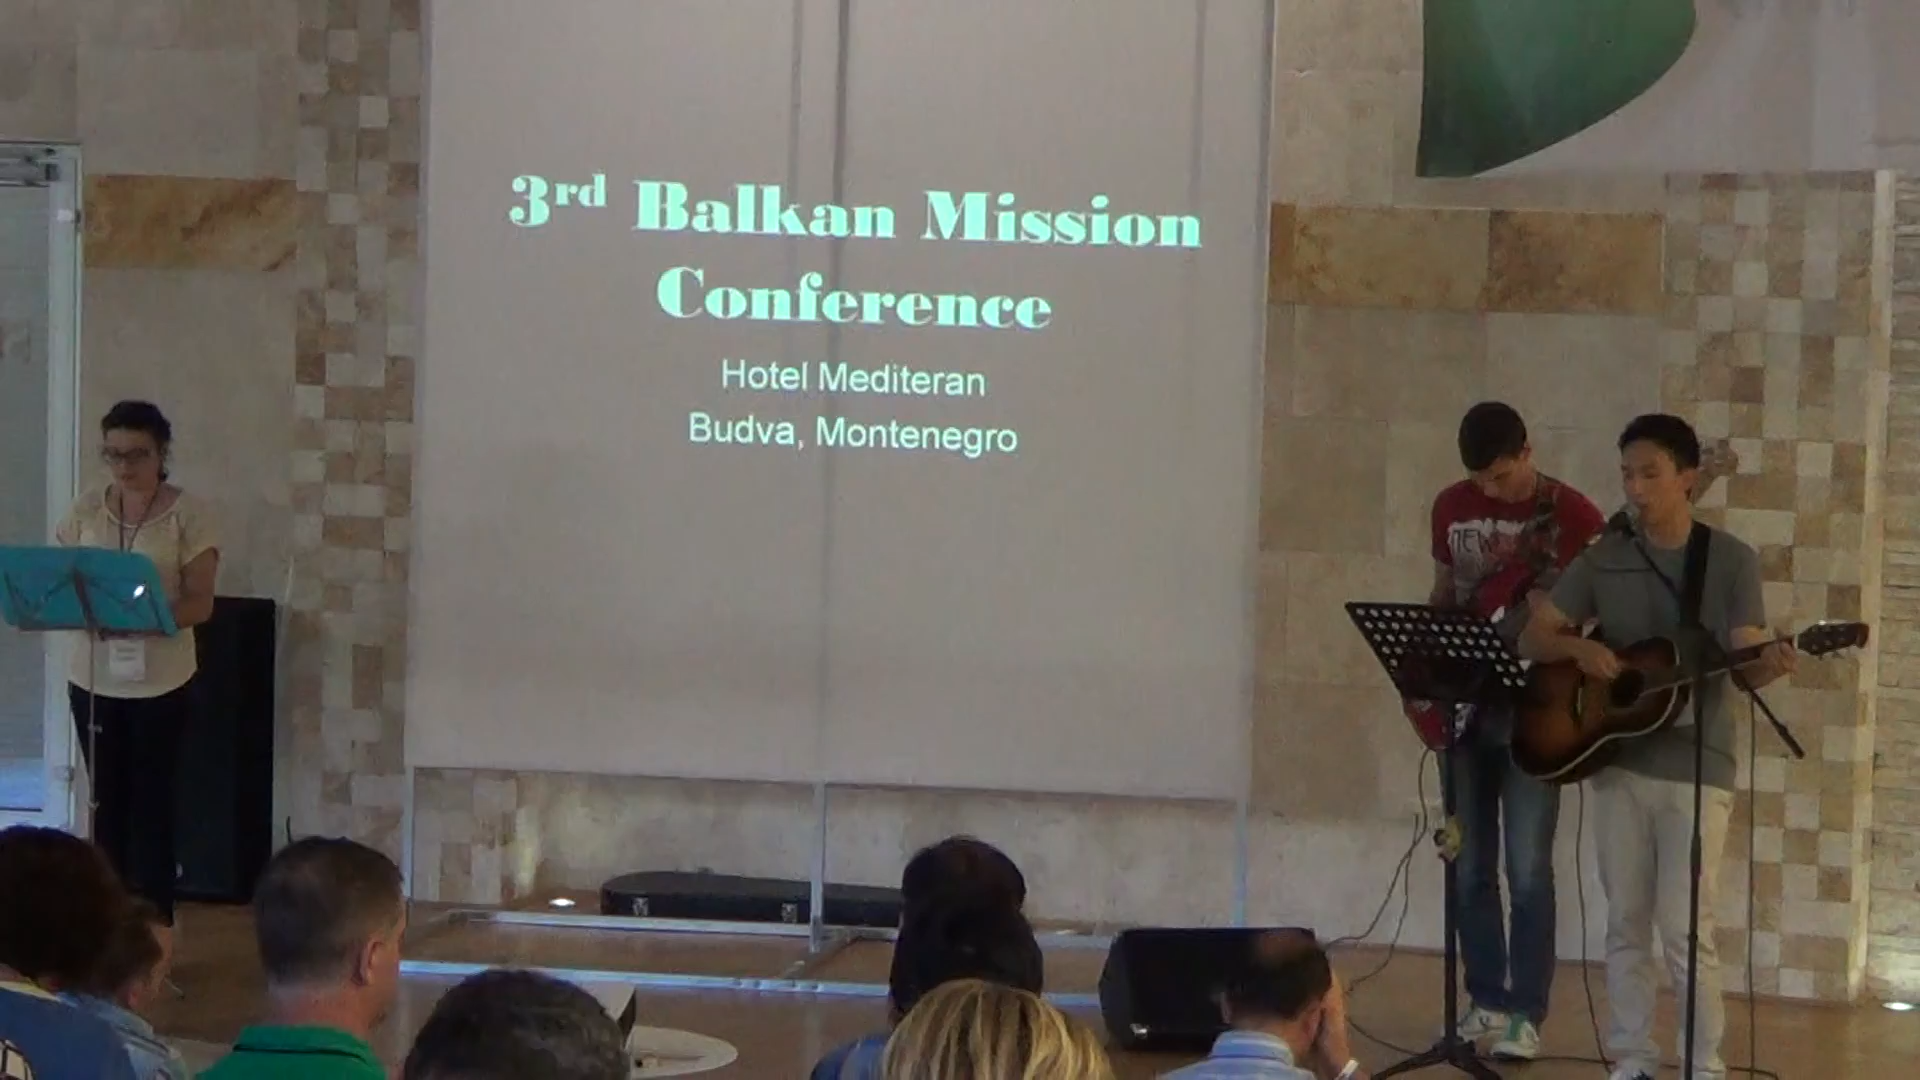 3rd Balkan Mission
Conference
Hotel Mediteran
Budva, Montenegro